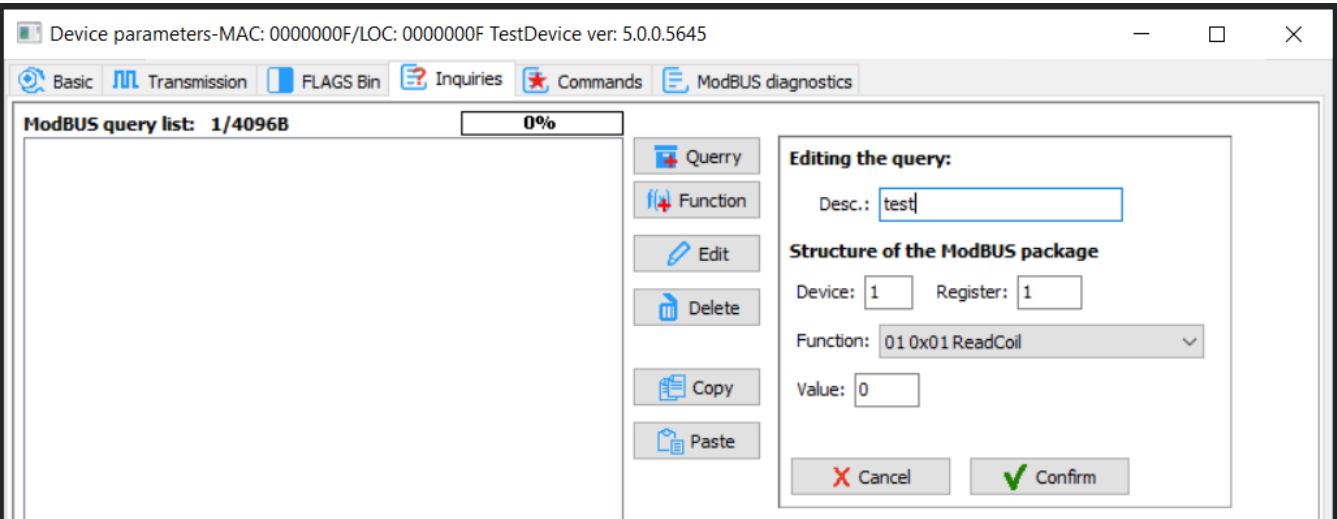 Device parameters-MAC: 0000000F/LOC: 0000000F TestDevice ver: 5.0.0.5645
Basic Transmission FLAGS Bin Inquiries Commands ModBUS diagnostics
ModBUS query list: 1/4096B 0%
Querry
Function
Edit
Delete
Copy
Paste
Editing the query:
Desc.: test
Structure of the ModBUS package
Device: 1 Register: 1
Function: 01 0x01 ReadCoil
Value: 0
Cancel Confirm